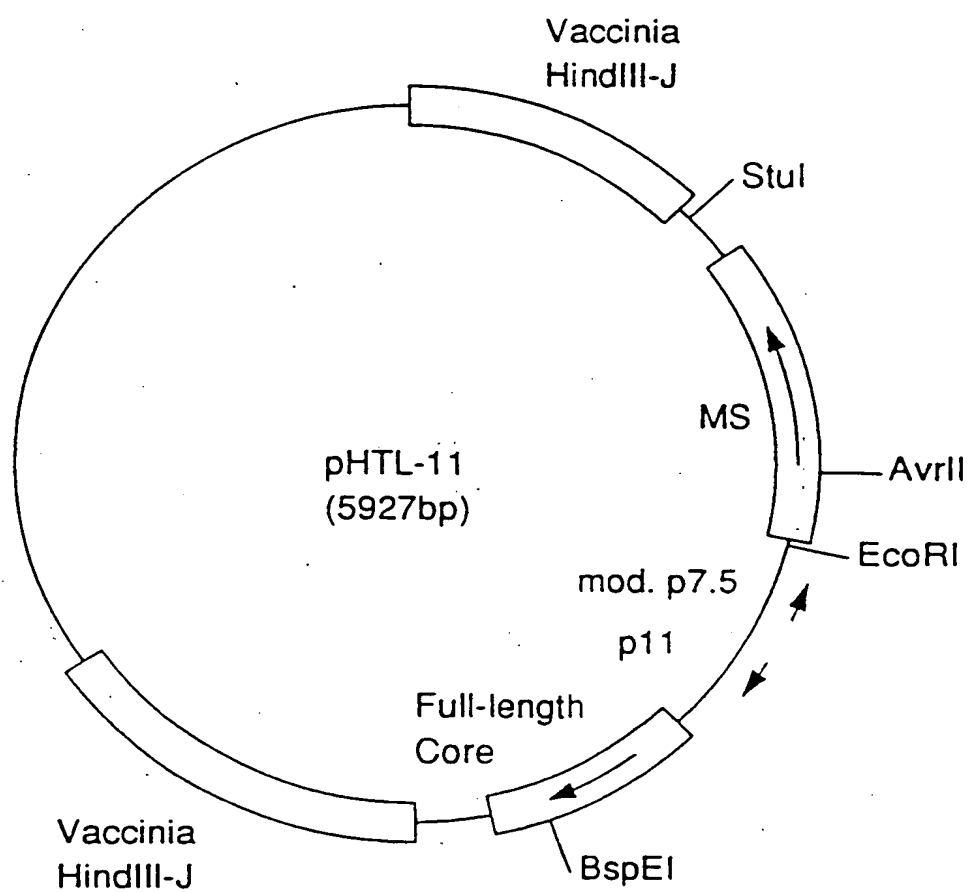 Vaccinia
HindIII-J
StuI
MS
AvrII
pHTL-11
(5927bp)
EcoRI
mod. p7.5
p11
Full-length
Core
Vaccinia
HindIII-J
BspEI